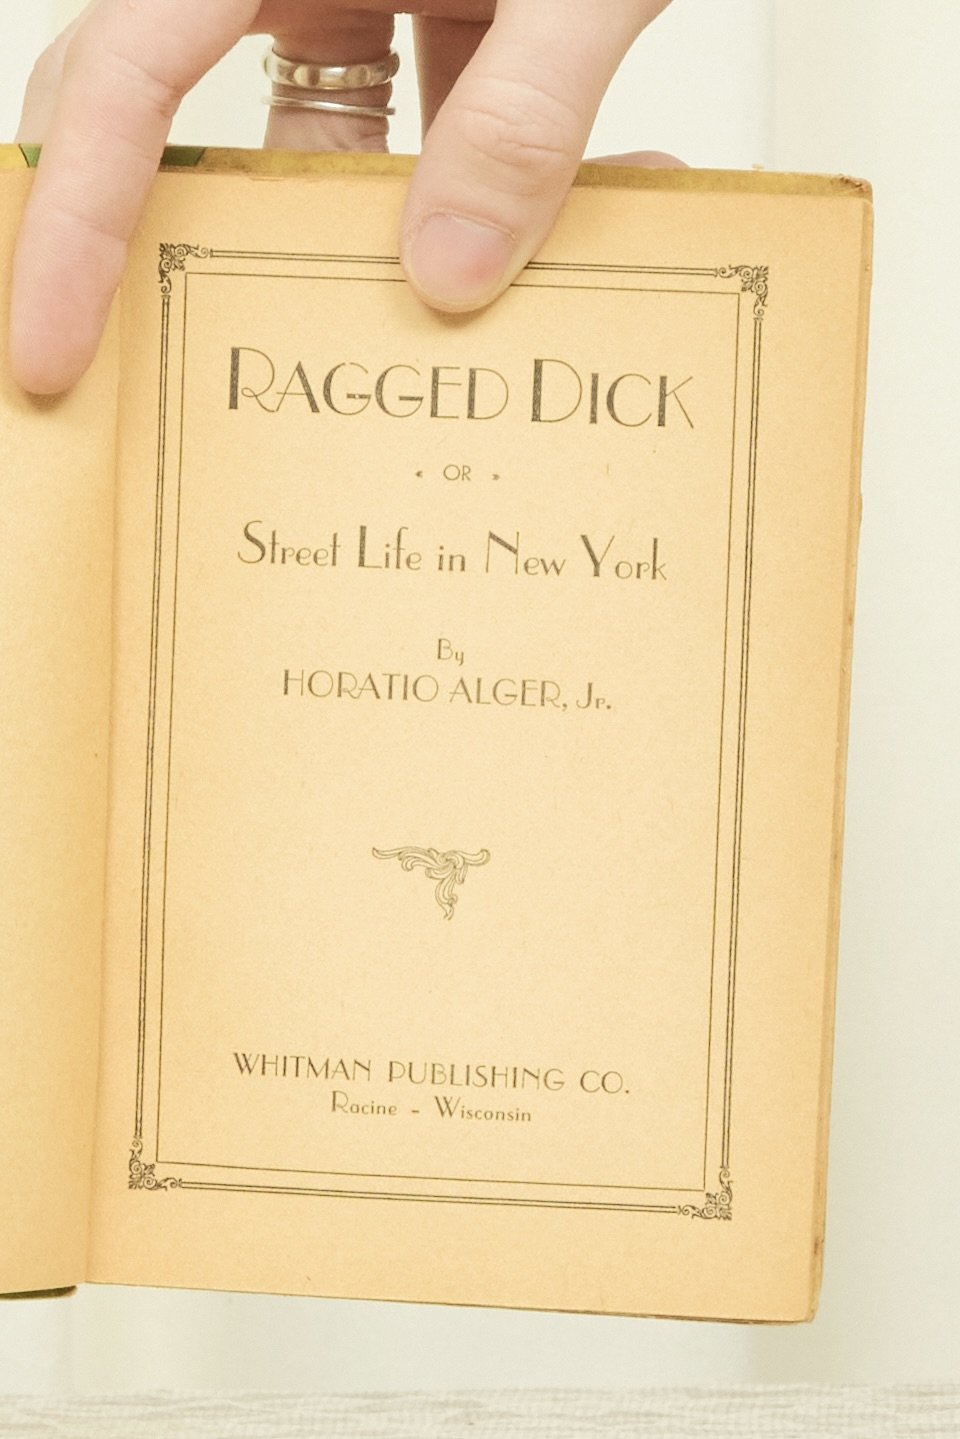 RAGGED DICK
« OR »
Street Life in New York
By
HORATIO ALGER, Jr.
WHITMAN PUBLISHING CO.
Racine - Wisconsin